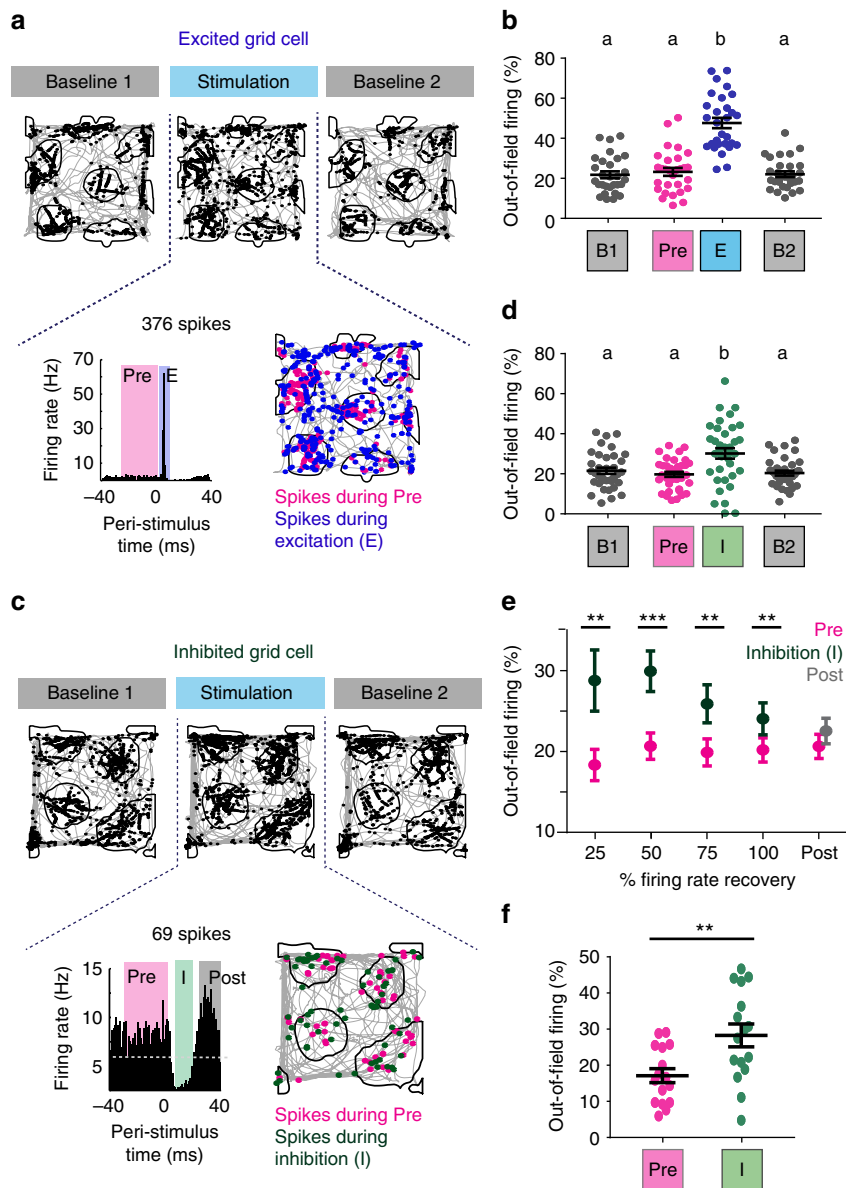 a
Excited grid cell
Baseline 1 Stimulation Baseline 2
376 spikes
Firing rate (Hz)
70
50
30
10
Pre E
–40 0 40
Peri-stimulus
time (ms)
Spikes during Pre
Spikes during
excitation (E)
b
Out-of-field firing (%)
80
60
40
20
0
a a b a
B1 Pre E B2
c
Inhibited grid cell
Baseline 1 Stimulation Baseline 2
69 spikes
Firing rate (Hz)
15
10
5
Pre I Post
–40 0 40
Peri-stimulus
time (ms)
Spikes during Pre
Spikes during
inhibition (I)
d
Out-of-field firing (%)
80
60
40
20
0
a a b a
B1 Pre I B2
e
Out-of-field firing (%)
30
20
10
** *** ** **
Pre
Inhibition (I)
Post
25 50 75 100 Post
% firing rate recovery
f
Out-of-field firing (%)
50
40
30
20
10
0
**
Pre I